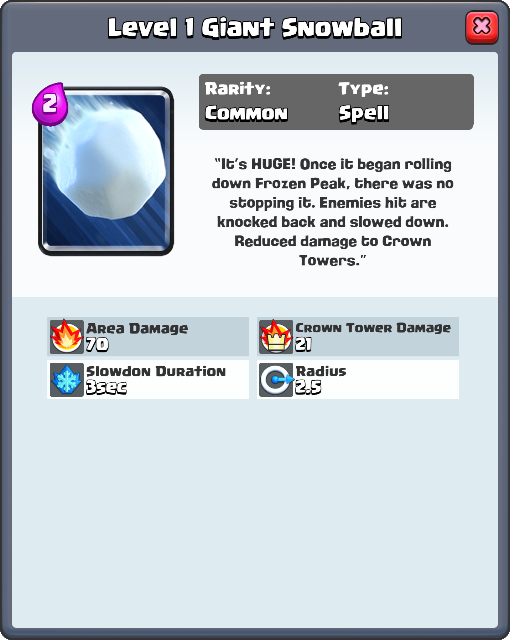 Level 1 Giant Snowball
2
Rarity:
Type:
Common
Spell
"It's HUGE! Once it began rolling
down Frozen Peak, there was no
stopping it. Enemies hit are
knocked back and slowed down.
Reduced damage to Crown
Towers."
Area Damage
70
Crown Tower Damage
21
Slowdon Duration
3sec
Radius
2.5